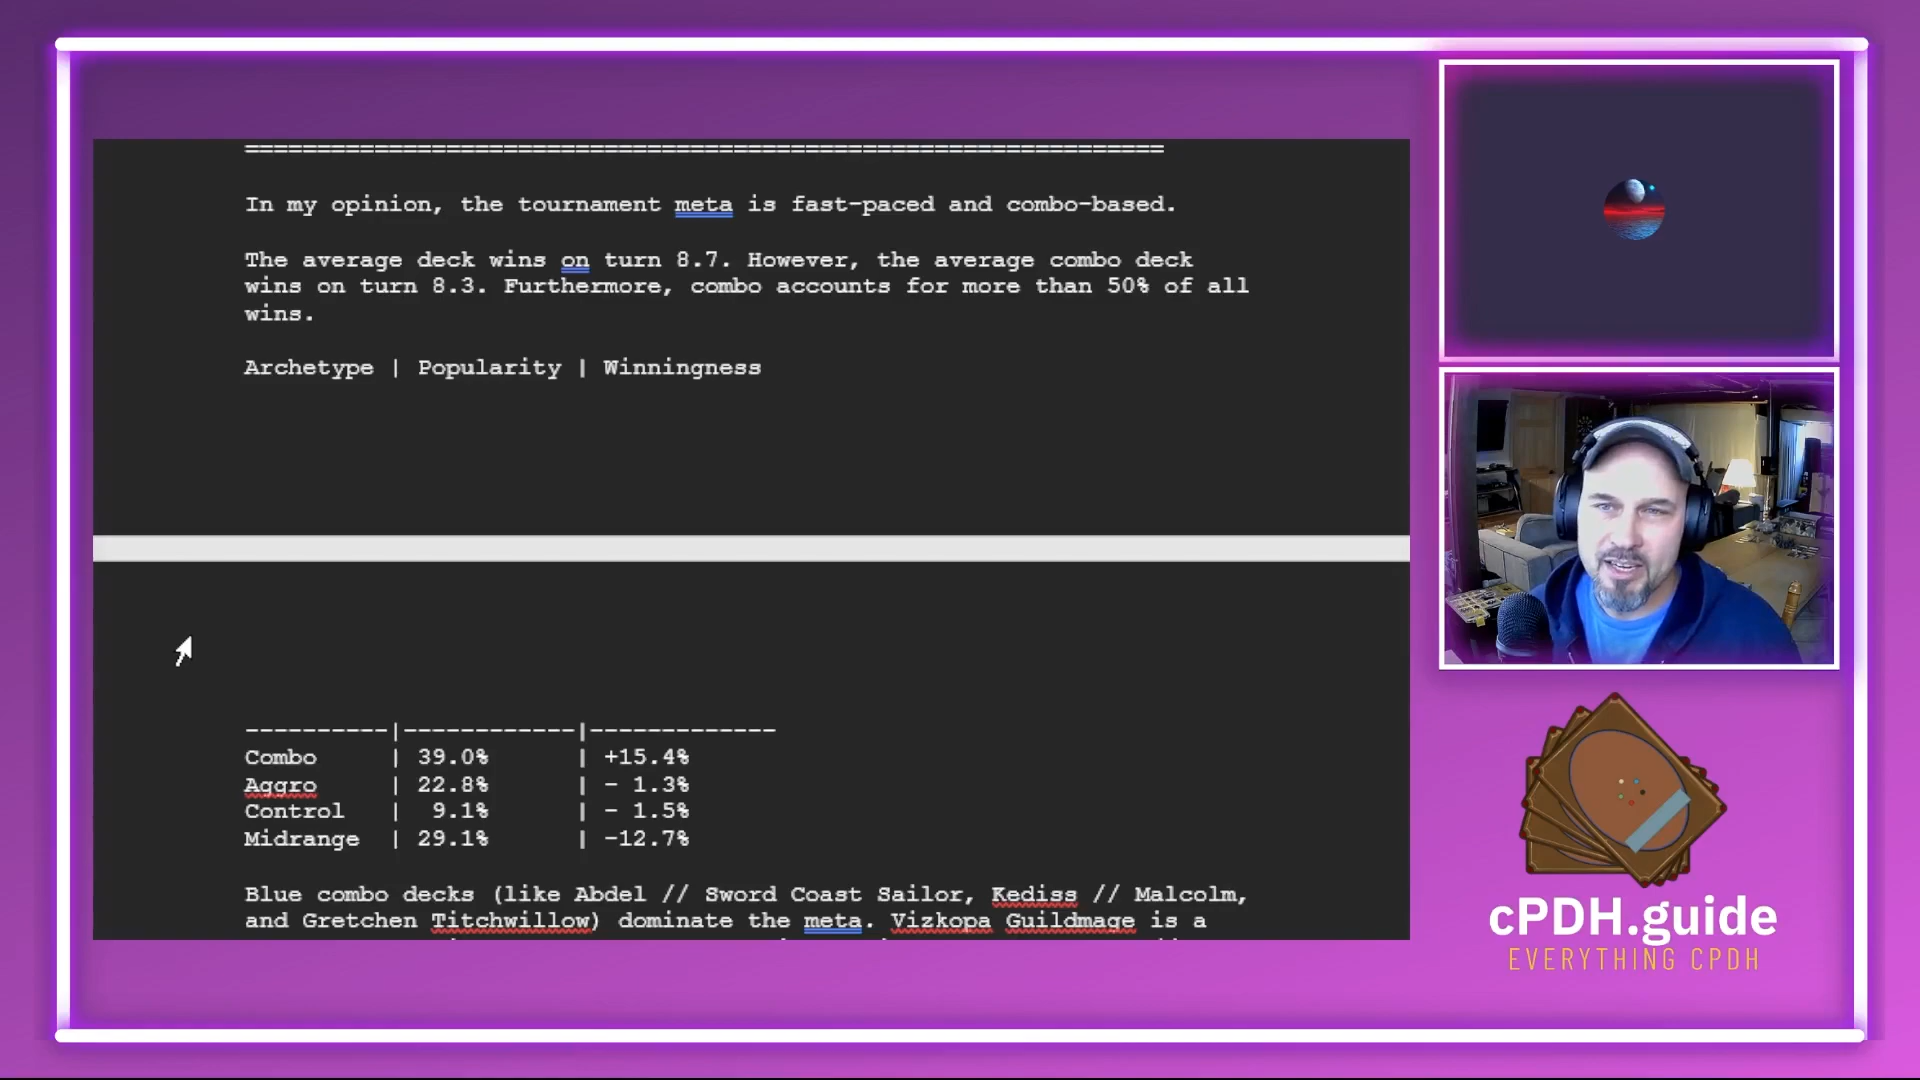 ============================================================
In my opinion, the tournament meta is fast-paced and combo-based.
The average deck wins on turn 8.7. However, the average combo deck
wins on turn 8.3. Furthermore, combo accounts for more than 50% of all
wins.
Archetype | Popularity | Winningness
----------|------------|-------------
Combo | 39.0% | +15.4%
Aggro | 22.8% | - 1.3%
Control | 9.1% | - 1.5%
Midrange | 29.1% | -12.7%
Blue combo decks (like Abdel // Sword Coast Sailor, Kediss // Malcolm,
and Gretchen Titchwillow) dominate the meta. Vizkopa Guildmage is a
cPDH.guide
EVERYTHING CPDH